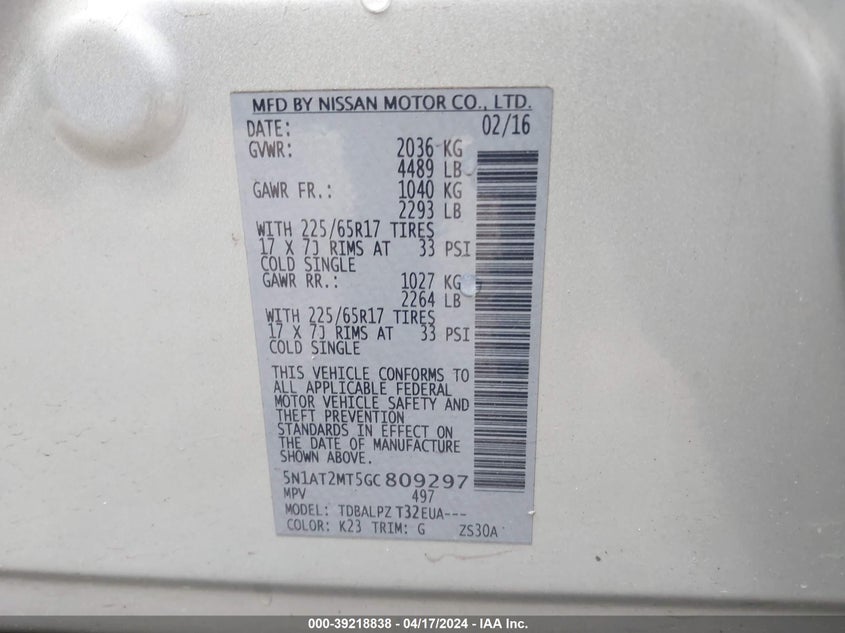 MFD BY NISSAN MOTOR CO., LTD.
DATE: 02/16
GVWR: 2036 KG
4489 LB
GAWR FR.: 1040 KG
2293 LB
WITH 225/65R17 TIRES
17 X 7J RIMS AT 33 PSI
COLD SINGLE
GAWR RR.: 1027 KG
2264 LB
WITH 225/65R17 TIRES
17 X 7J RIMS AT 33 PSI
COLD SINGLE
THIS VEHICLE CONFORMS TO
ALL APPLICABLE FEDERAL
MOTOR VEHICLE SAFETY AND
THEFT PREVENTION
STANDARDS IN EFFECT ON
THE DATE OF MANUFACTURE
SHOWN ABOVE.
5N1AT2MT5GC809297
MPV 497
MODEL: TDBALPZ T32EUA---
COLOR: K23 TRIM: G ZS30A
000-39218838 - 04/17/2024 - IAA Inc.